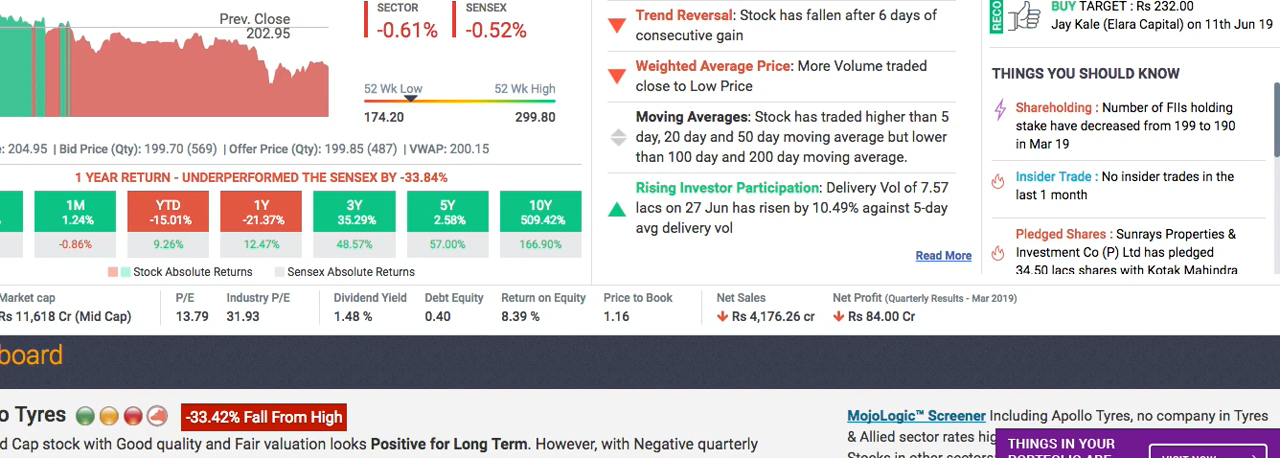 Prev. Close
202.95
SECTOR
-0.61%
SENSEX
-0.52%
52 Wk Low
52 Wk High
174.20
299.80
: 204.95 | Bid Price (Qty): 199.70 (569) | Offer Price (Qty): 199.85 (487) | VWAP: 200.15
1 YEAR RETURN - UNDERPERFORMED THE SENSEX BY -33.84%
1M
1.24%
-0.86%
YTD
-15.01%
9.26%
1Y
-21.37%
12.47%
3Y
35.29%
48.57%
5Y
2.58%
57.00%
10Y
509.42%
166.90%
Stock Absolute Returns
Sensex Absolute Returns
Trend Reversal: Stock has fallen after 6 days of
consecutive gain
Weighted Average Price: More Volume traded
close to Low Price
Moving Averages: Stock has traded higher than 5
day, 20 day and 50 day moving average but lower
than 100 day and 200 day moving average.
Rising Investor Participation: Delivery Vol of 7.57
lacs on 27 Jun has risen by 10.49% against 5-day
avg delivery vol
Read More
RECO
BUY TARGET : Rs 232.00
Jay Kale (Elara Capital) on 11th Jun 19
THINGS YOU SHOULD KNOW
Shareholding : Number of FIIs holding
stake have decreased from 199 to 190
in Mar 19
Insider Trade : No insider trades in the
last 1 month
Pledged Shares : Sunrays Properties &
Investment Co (P) Ltd has pledged
34.50 lacs shares with Kotak Mahindra
Market cap
Rs 11,618 Cr (Mid Cap)
P/E
13.79
Industry P/E
31.93
Dividend Yield
1.48 %
Debt Equity
0.40
Return on Equity
8.39 %
Price to Book
1.16
Net Sales
Rs 4,176.26 cr
Net Profit (Quarterly Results - Mar 2019)
Rs 84.00 Cr
board
o Tyres
-33.42% Fall From High
d Cap stock with Good quality and Fair valuation looks Positive for Long Term. However, with Negative quarterly
MojoLogic™ Screener Including Apollo Tyres, no company in Tyres
& Allied sector rates hig
Stocks in other sectors
THINGS IN YOUR
PORTFOLIO ARE
VISIT NOW